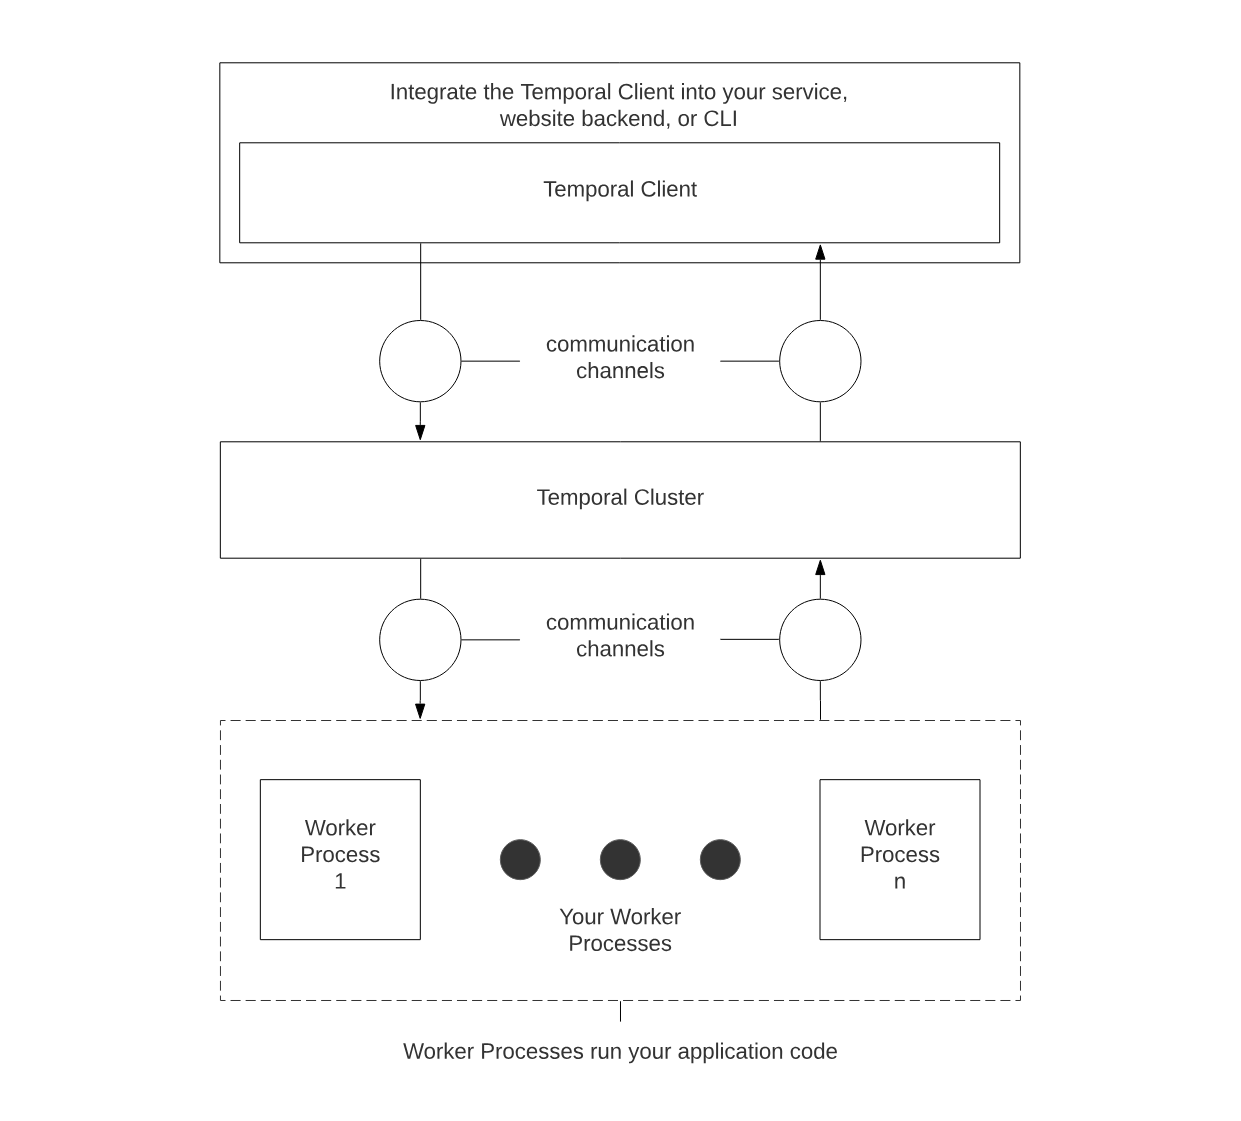 Integrate the Temporal Client into your service,
website backend, or CLI
Temporal Client
communication
channels
Temporal Cluster
communication
channels
Worker
Process
1
Worker
Process
n
Your Worker
Processes
Worker Processes run your application code